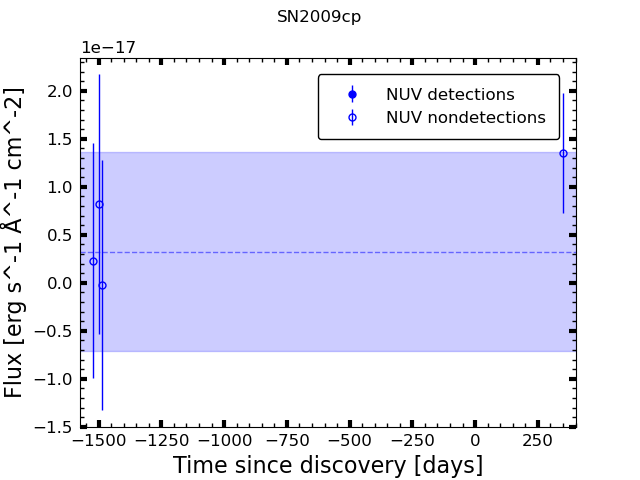 SN2009cp
1e−17
NUV detections
NUV nondetections
2.0
1.5
1.0
0.5
0.0
−0.5
−1.0
−1.5
Flux [erg s^-1 Å^-1 cm^-2]
−1500 −1250 −1000 −750 −500 −250 0 250
Time since discovery [days]